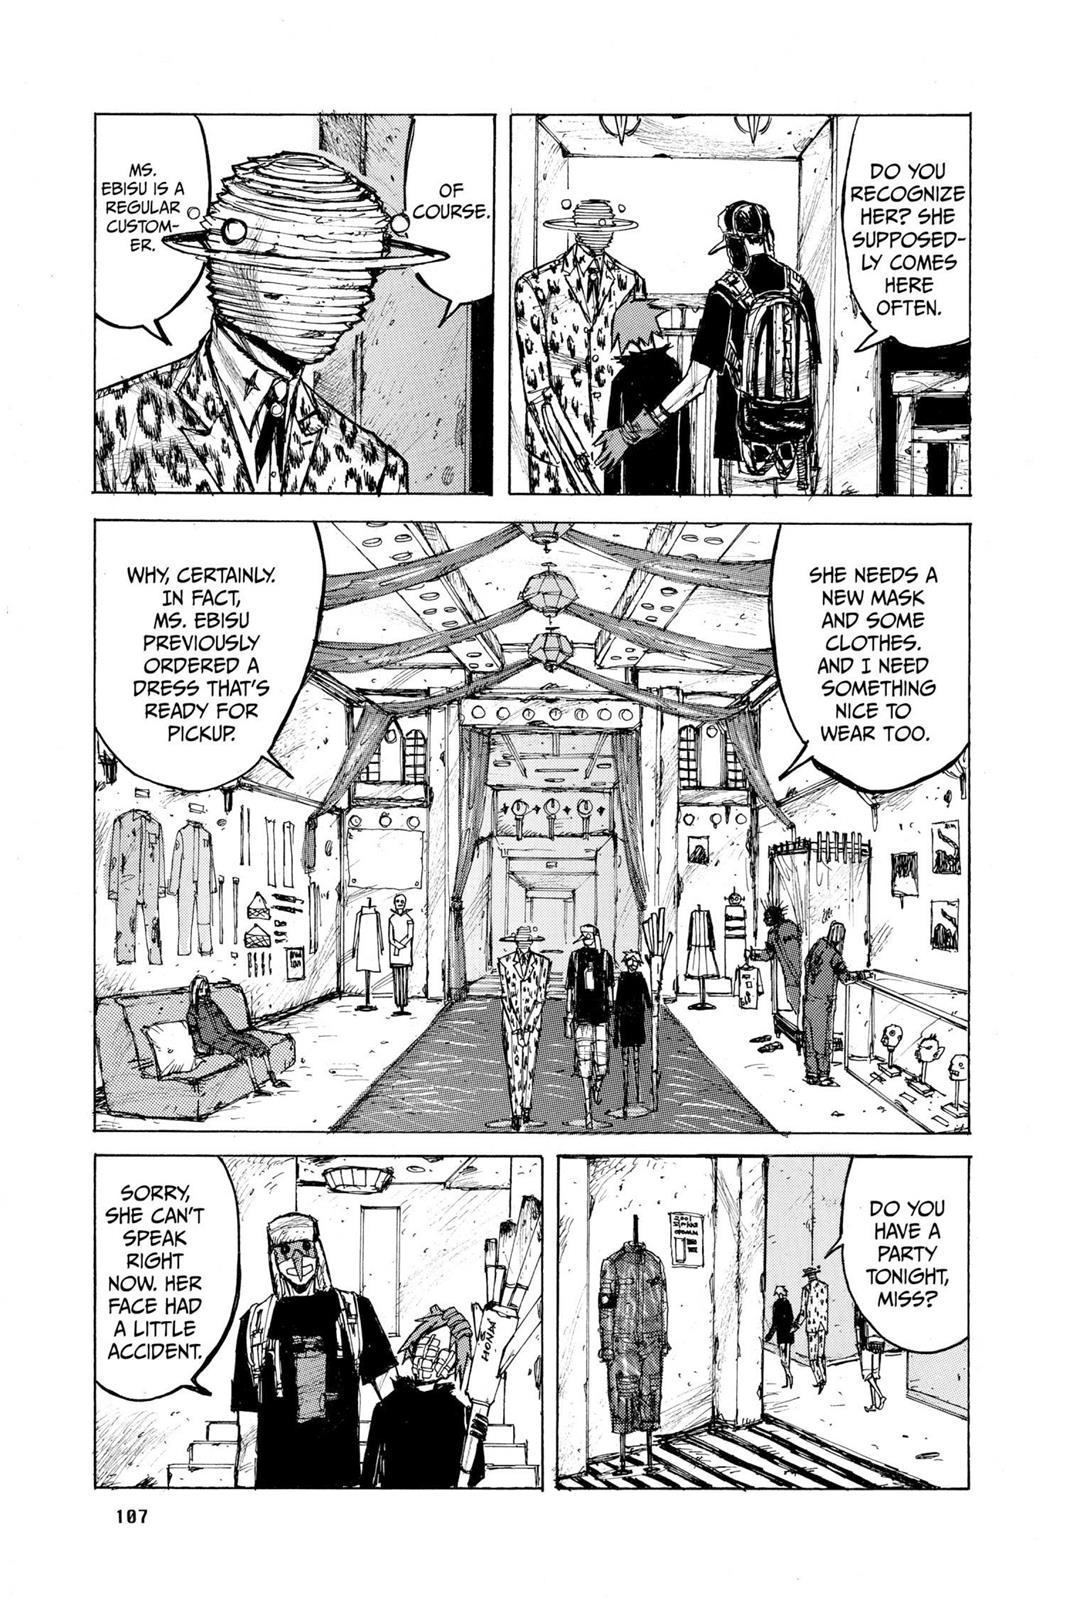 DO YOU
RECOGNIZE
HER? SHE
SUPPOSED-
LY COMES
HERE
OFTEN.
OF
COURSE.
MS.
EBISU IS A
REGULAR
CUSTOM-
ER.
SHE NEEDS A
NEW MASK
AND SOME
CLOTHES.
AND I NEED
SOMETHING
NICE TO
WEAR TOO.
WHY, CERTAINLY.
IN FACT,
MS. EBISU
PREVIOUSLY
ORDERED A
DRESS THAT'S
READY FOR
PICKUP.
DO YOU
HAVE A
PARTY
TONIGHT,
MISS?
2001
SORRY,
SHE CAN'T
SPEAK
RIGHT
NOW. HER
FACE HAD
A LITTLE
ACCIDENT.
107